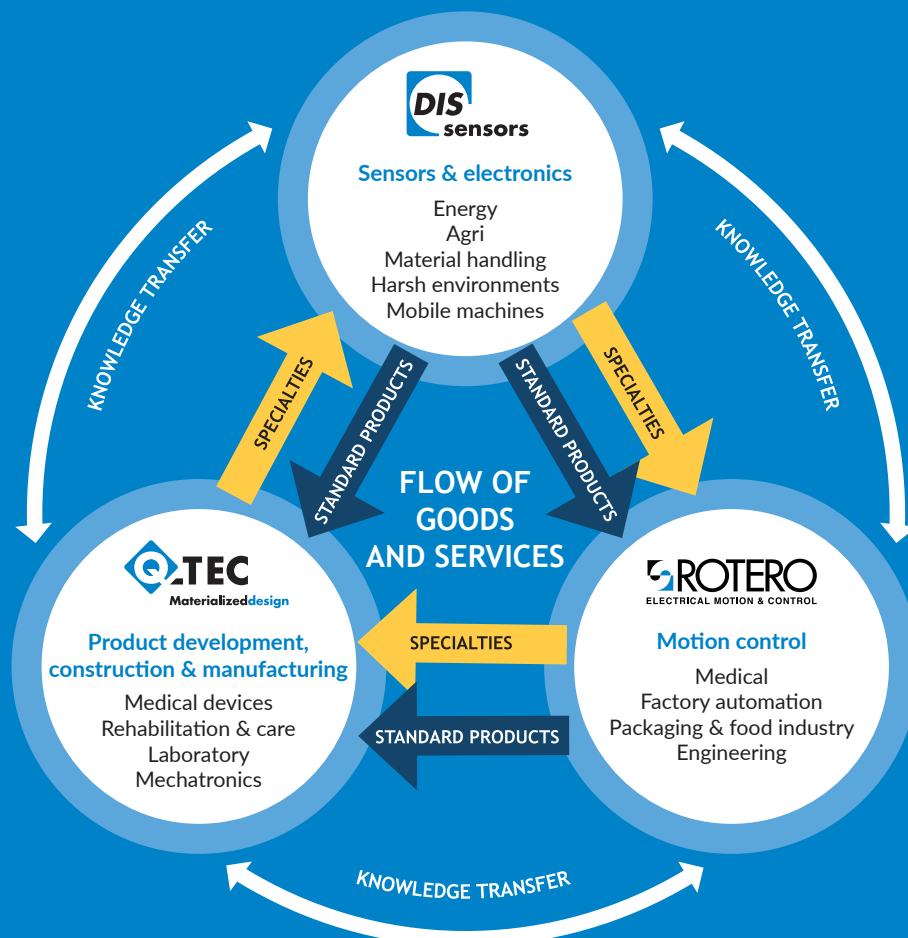 DIS
sensors
Sensors & electronics
Energy
Agri
Material handling
Harsh environments
Mobile machines
KNOWLEDGE TRANSFER
KNOWLEDGE TRANSFER
SPECIALTIES
STANDARD PRODUCTS
STANDARD PRODUCTS
SPECIALTIES
FLOW OF
GOODS
AND SERVICES
Q-TEC
Materializeddesign
Product development,
construction & manufacturing
Medical devices
Rehabilitation & care
Laboratory
Mechatronics
SPECIALTIES
STANDARD PRODUCTS
ROTERO
ELECTRICAL MOTION & CONTROL
Motion control
Medical
Factory automation
Packaging & food industry
Engineering
KNOWLEDGE TRANSFER